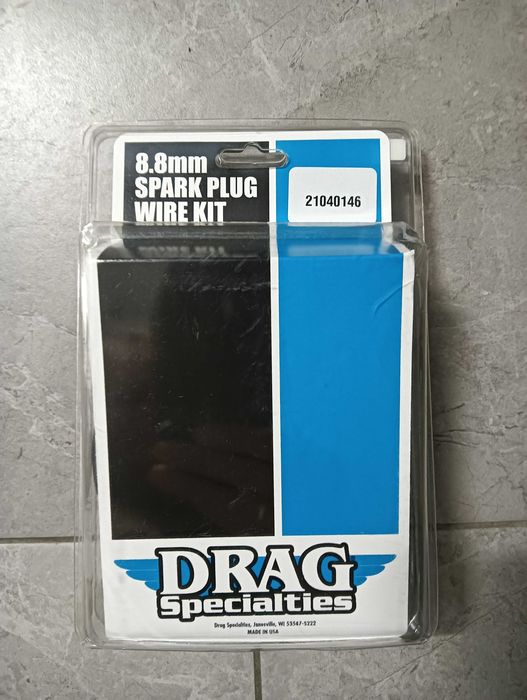 8.8mm
SPARK PLUG
WIRE KIT
21040146
DRAG
Specialties
Drag Specialties, Janesville, WI 53547-5222
MADE IN USA